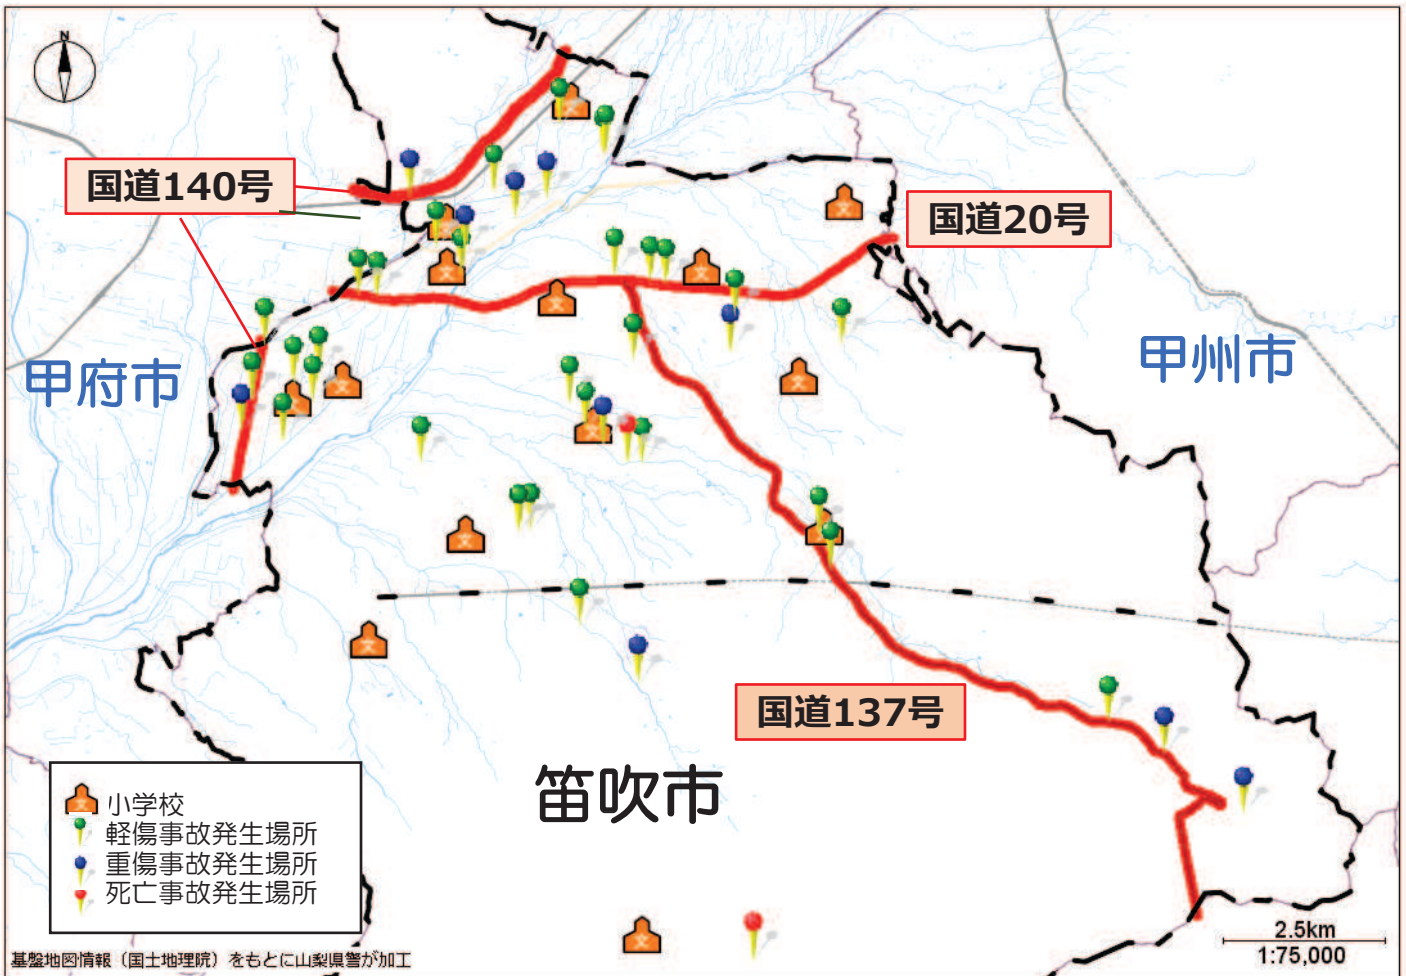 N
国道140号
国道20号
甲府市
甲州市
国道137号
笛吹市
小学校
軽傷事故発生場所
重傷事故発生場所
死亡事故発生場所
2.5km
1:75,000
基盤地図情報(国土地理院)をもとに山梨県警が加工